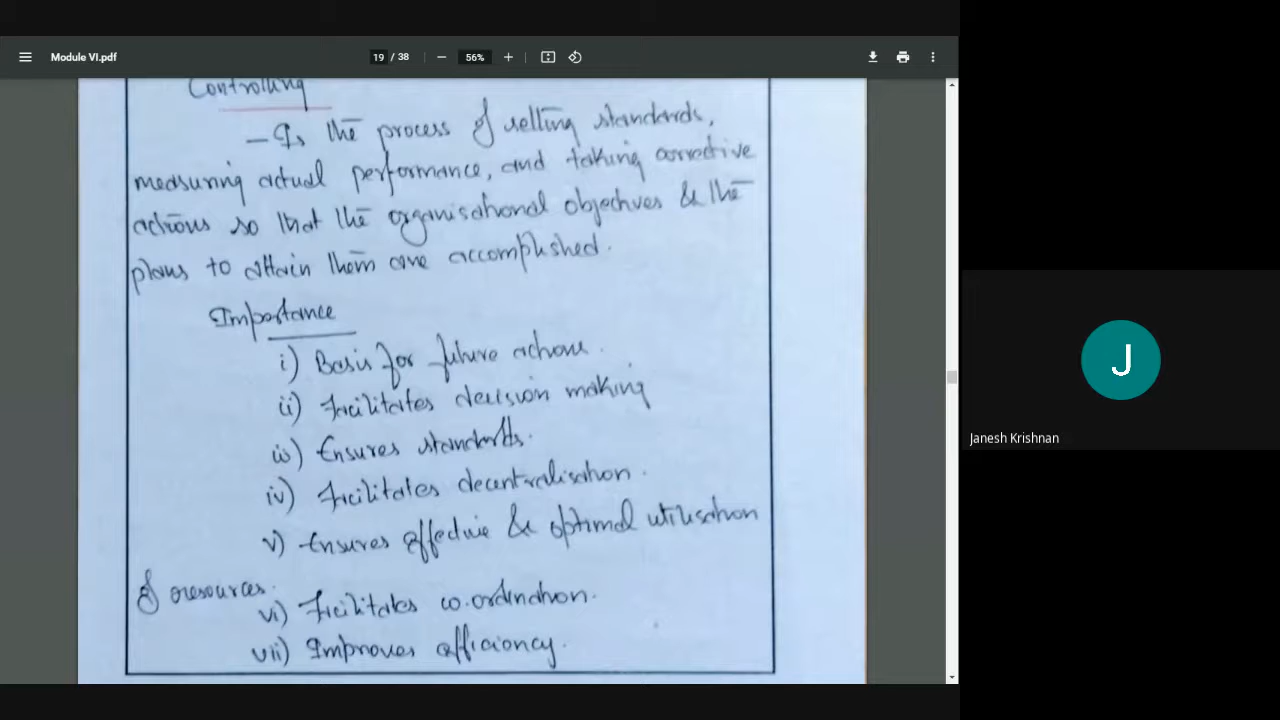 Module VI.pdf
19 / 38
56%
Controlling
- Is the process of setting standards,
measuring actual performance, and taking corrective
actions so that the organisational objectives & the
plans to attain them are accomplished.
Importance
i) Basis for future actions.
ii) Facilitates decision making
iii) Ensures standards.
iv) Facilitates decentralisation.
v) Ensures effective & optimal utilisation
of resources.
vi) Facilitates co-ordination.
vii) Improves efficiency.
J
Janesh Krishnan